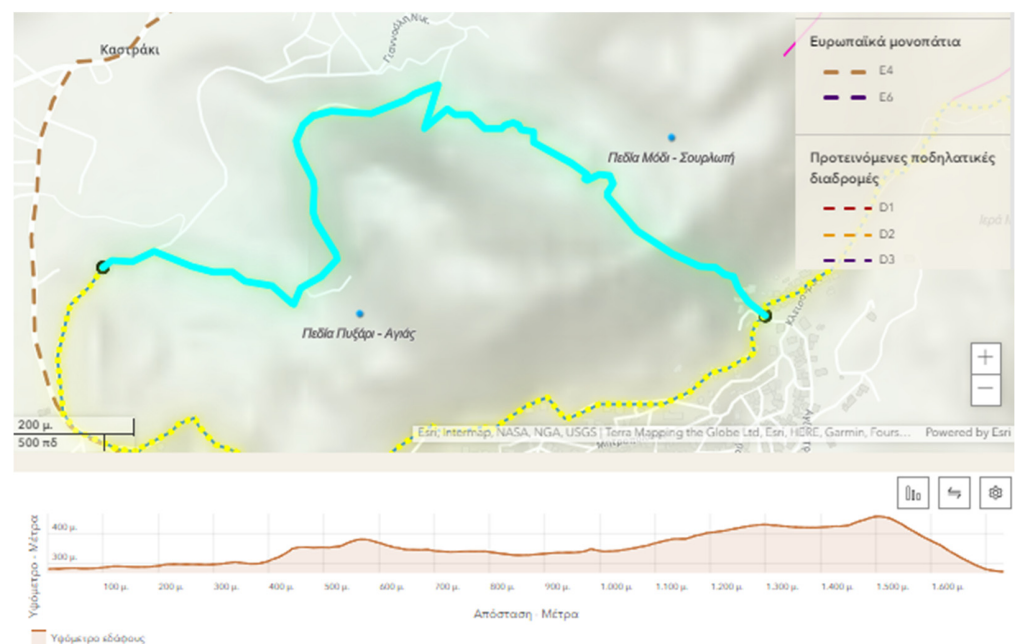 Καστράκι
Γιαννούλη Νικ.
Ευρωπαϊκά μονοπάτια
E4
E6
Πεδία Μόδι - Σουρλωτή
Προτεινόμενες ποδηλατικές
διαδρομές
D1
D2
D3
Ιερά
Πεδία Πυξάρι - Αγιάς
200 μ.
500 πδ
Esri, Intermap, NASA, NGA, USGS | Terra Mapping the Globe Ltd, Esri, HERE, Garmin, Fours... Powered by Esri
Υψόμετρο - Μέτρα
400 μ.
300 μ.
100 μ. 200 μ. 300 μ. 400 μ. 500 μ. 600 μ. 700 μ. 800 μ. 900 μ. 1.000 μ. 1.100 μ. 1.200 μ. 1.300 μ. 1.400 μ. 1.500 μ. 1.600 μ.
Απόσταση - Μέτρα
Υψόμετρο εδάφους